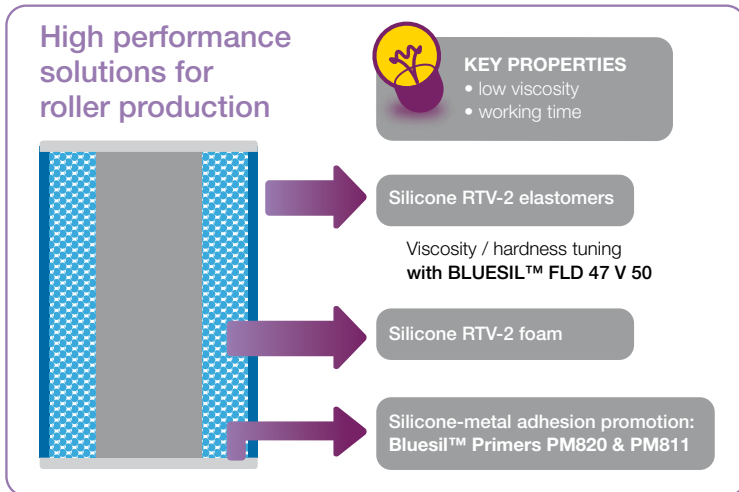 High performance
solutions for
roller production
KEY PROPERTIES
• low viscosity
• working time
Silicone RTV-2 elastomers
Viscosity / hardness tuning
with BLUESIL™ FLD 47 V 50
Silicone RTV-2 foam
Silicone-metal adhesion promotion:
Bluesil™ Primers PM820 & PM811